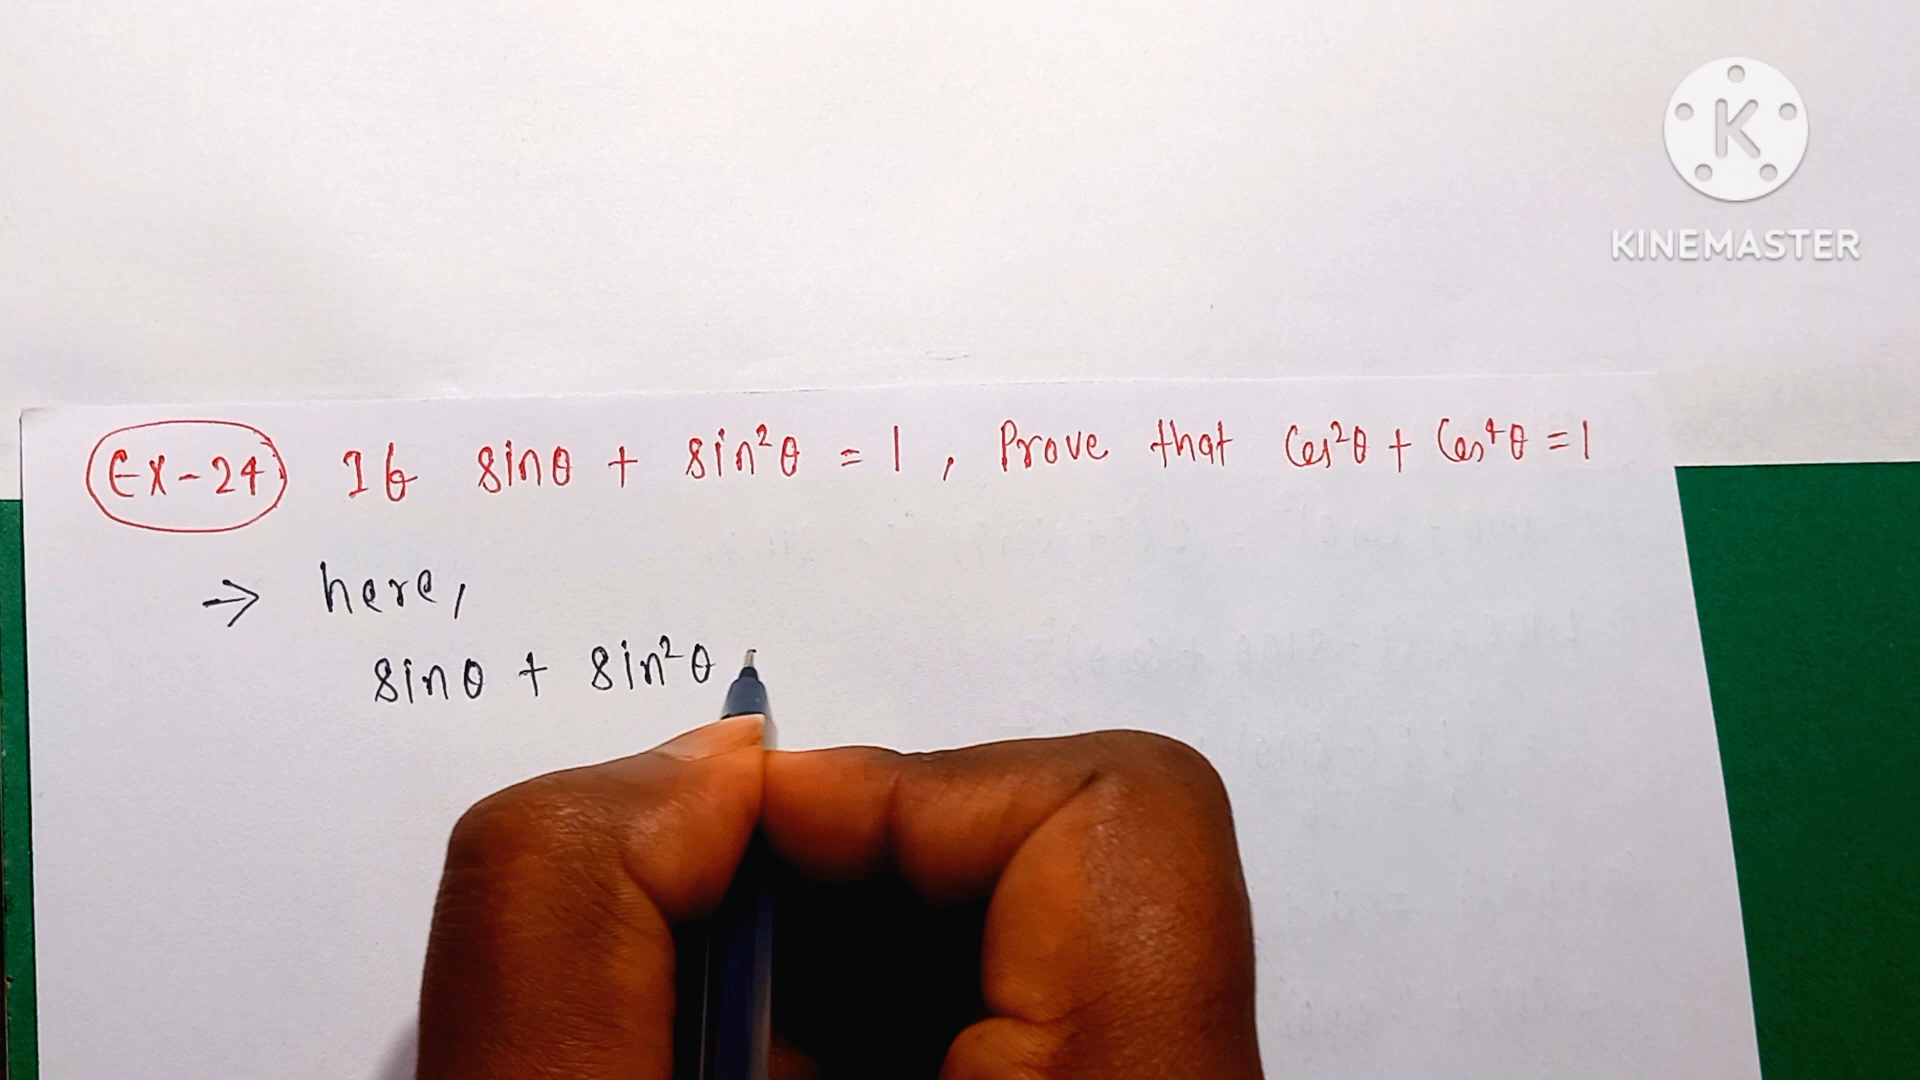 K
KINEMASTER
Ex-24 If sinθ + sin²θ = 1, Prove that Cos²θ + Cos⁴θ = 1
→ here,
sinθ + sin²θ